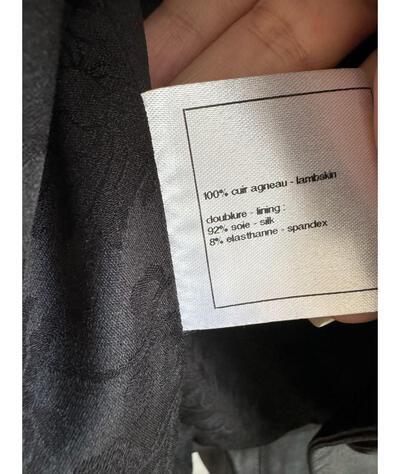 100% cuir agneau - lambskin
doublure - lining :
92% soie - silk
8% elasthanne - spandex